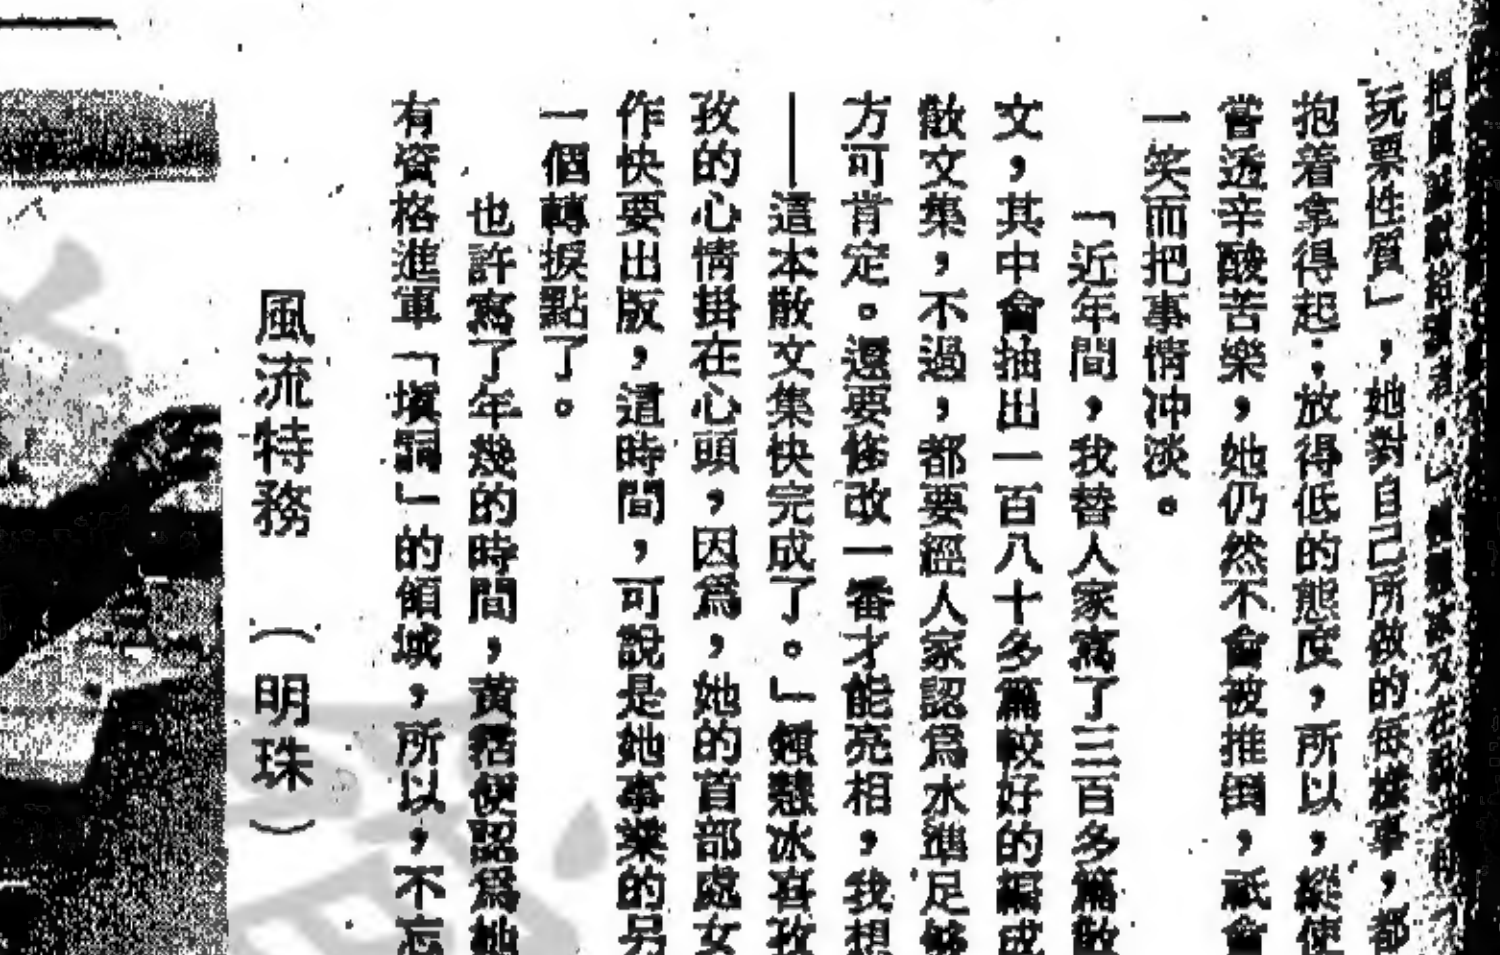 玩票性質」，她對自己所做的每樣事，都
抱着拿得起，放得低的態度，所以，縱使
嘗透辛酸苦樂，她仍然不會被推倒，祇會
一笑而把事情冲淡。
「近年間，我替人家寫了三百多篇散
文，其中會抽出一百八十多篇較好的編成
散文集，不過，都要經人家認爲水準足夠
方可肯定。還要修改一番才能亮相，我想
——這本散文集快完成了。」傾慧冰喜孜
孜的心情掛在心頭，因爲，她的首部處女
作快要出版，這時間，可說是她事業的另
一個轉捩點了。
也許寫了年幾的時間，黄禧便認爲她
有資格進軍「填詞」的領域，所以，不忘
風流特務 （明珠）